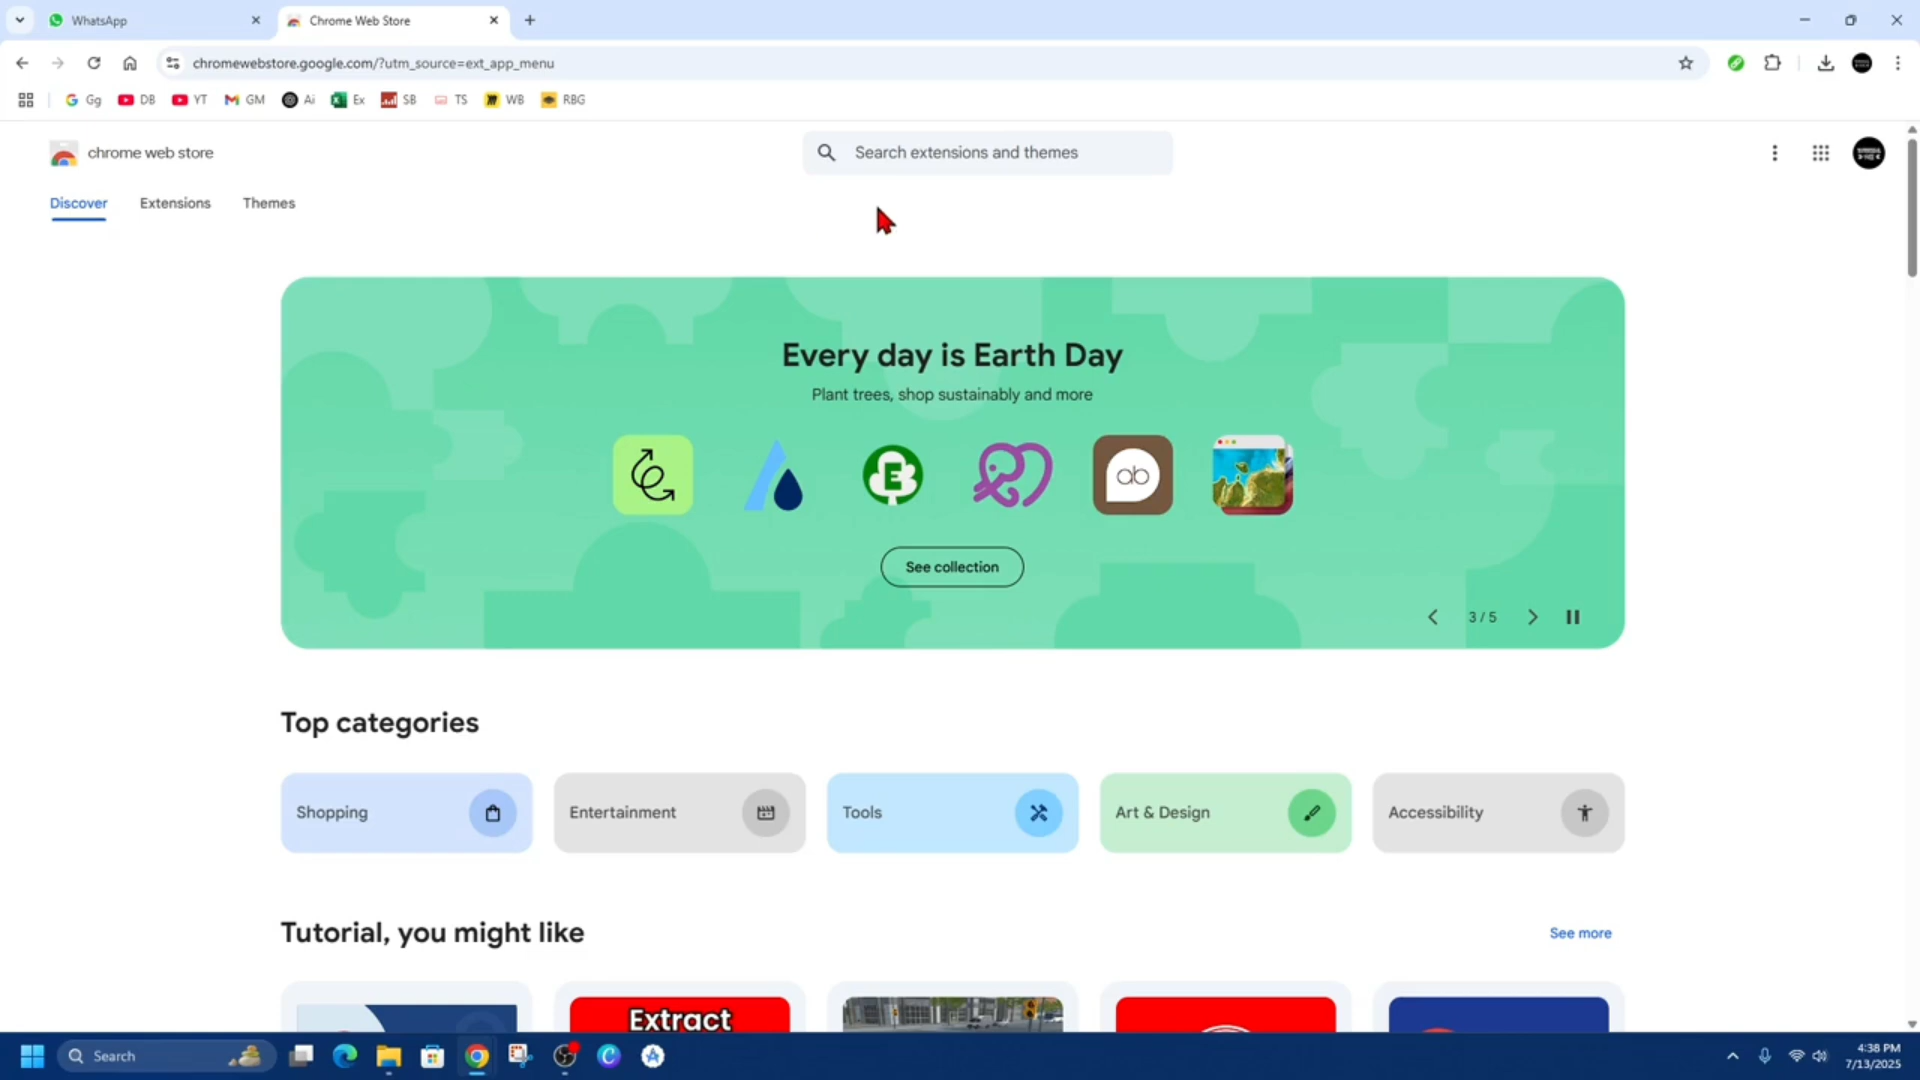 WhatsApp
Chrome Web Store
chromewebstore.google.com/?utm_source=ext_app_menu
Gg
DB
YT
GM
Ai
Ex
SB
TS
WB
RBG
chrome web store
Search extensions and themes
Discover
Extensions
Themes
Every day is Earth Day
Plant trees, shop sustainably and more
E
ab
See collection
3 / 5
Top categories
Shopping
Entertainment
Tools
Art & Design
Accessibility
Tutorial, you might like
See more
Extract
Search
4:38 PM
7/13/2025